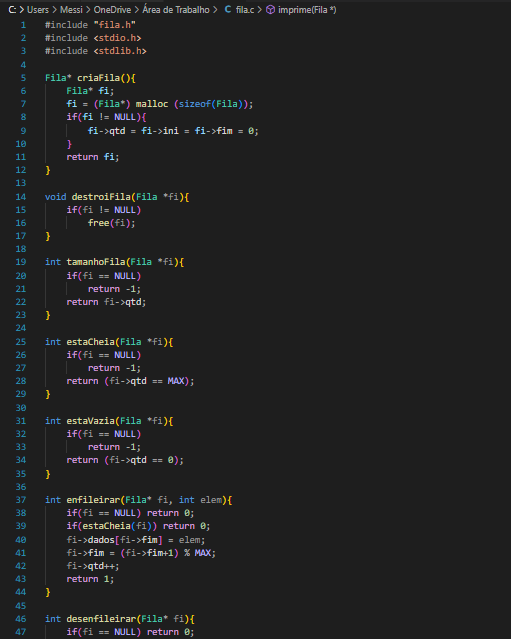 C: > Users > Messi > OneDrive > Área de Trabalho > C fila.c > imprime(Fila *)
1 #include "fila.h"
2 #include <stdio.h>
3 #include <stdlib.h>
4
5 Fila* criaFila(){
6 Fila* fi;
7 fi = (Fila*) malloc (sizeof(Fila));
8 if(fi != NULL){
9 fi->qtd = fi->ini = fi->fim = 0;
10 }
11 return fi;
12 }
13
14 void destroiFila(Fila *fi){
15 if(fi != NULL)
16 free(fi);
17 }
18
19 int tamanhoFila(Fila *fi){
20 if(fi == NULL)
21 return -1;
22 return fi->qtd;
23 }
24
25 int estaCheia(Fila *fi){
26 if(fi == NULL)
27 return -1;
28 return (fi->qtd == MAX);
29 }
30
31 int estaVazia(Fila *fi){
32 if(fi == NULL)
33 return -1;
34 return (fi->qtd == 0);
35 }
36
37 int enfileirar(Fila* fi, int elem){
38 if(fi == NULL) return 0;
39 if(estaCheia(fi)) return 0;
40 fi->dados[fi->fim] = elem;
41 fi->fim = (fi->fim+1) % MAX;
42 fi->qtd++;
43 return 1;
44 }
45
46 int desenfileirar(Fila* fi){
47 if(fi == NULL) return 0;